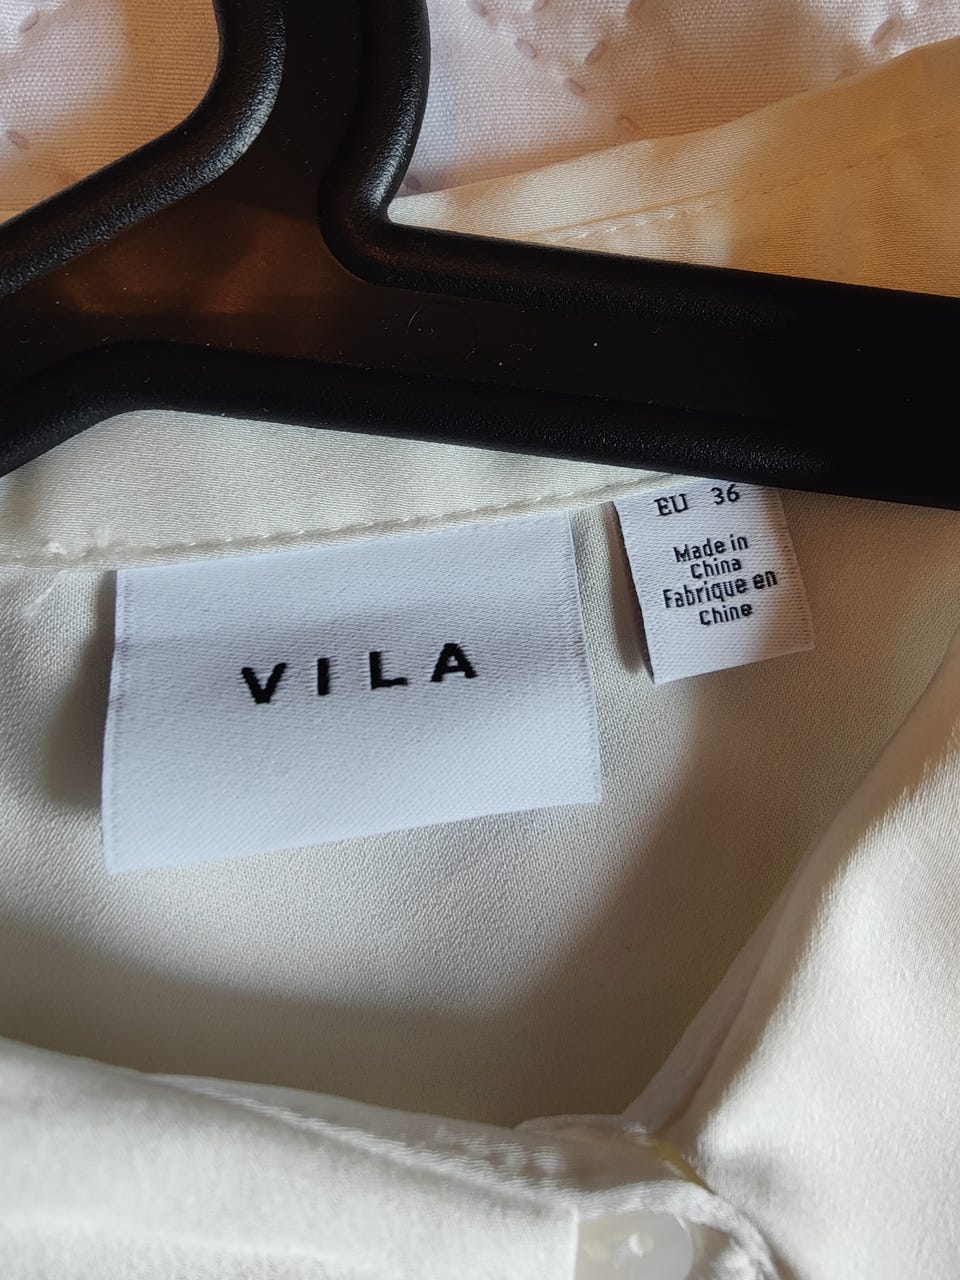 VILA
EU 36
Made in
China
Fabrique en
Chine